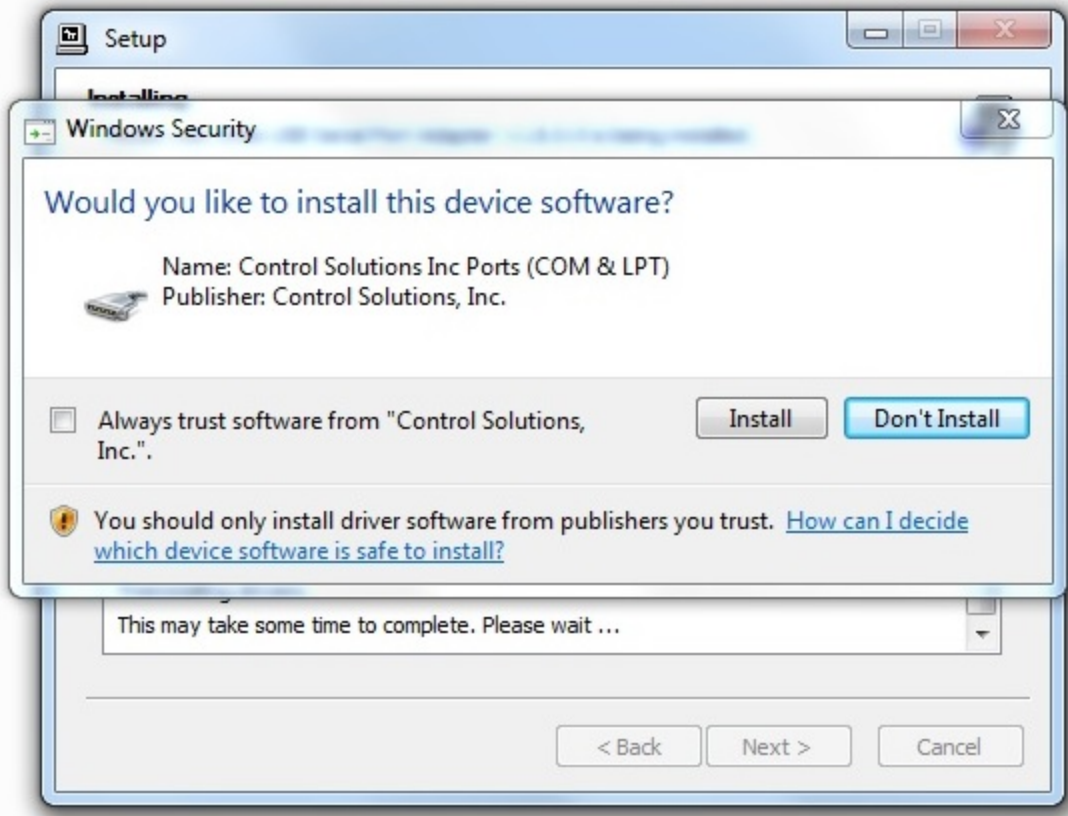 Setup
Installing
Windows Security
Would you like to install this device software?
Name: Control Solutions Inc Ports (COM & LPT)
Publisher: Control Solutions, Inc.
Always trust software from "Control Solutions,
Inc.".
Install
Don't Install
You should only install driver software from publishers you trust. How can I decide
which device software is safe to install?
This may take some time to complete. Please wait ...
< Back
Next >
Cancel